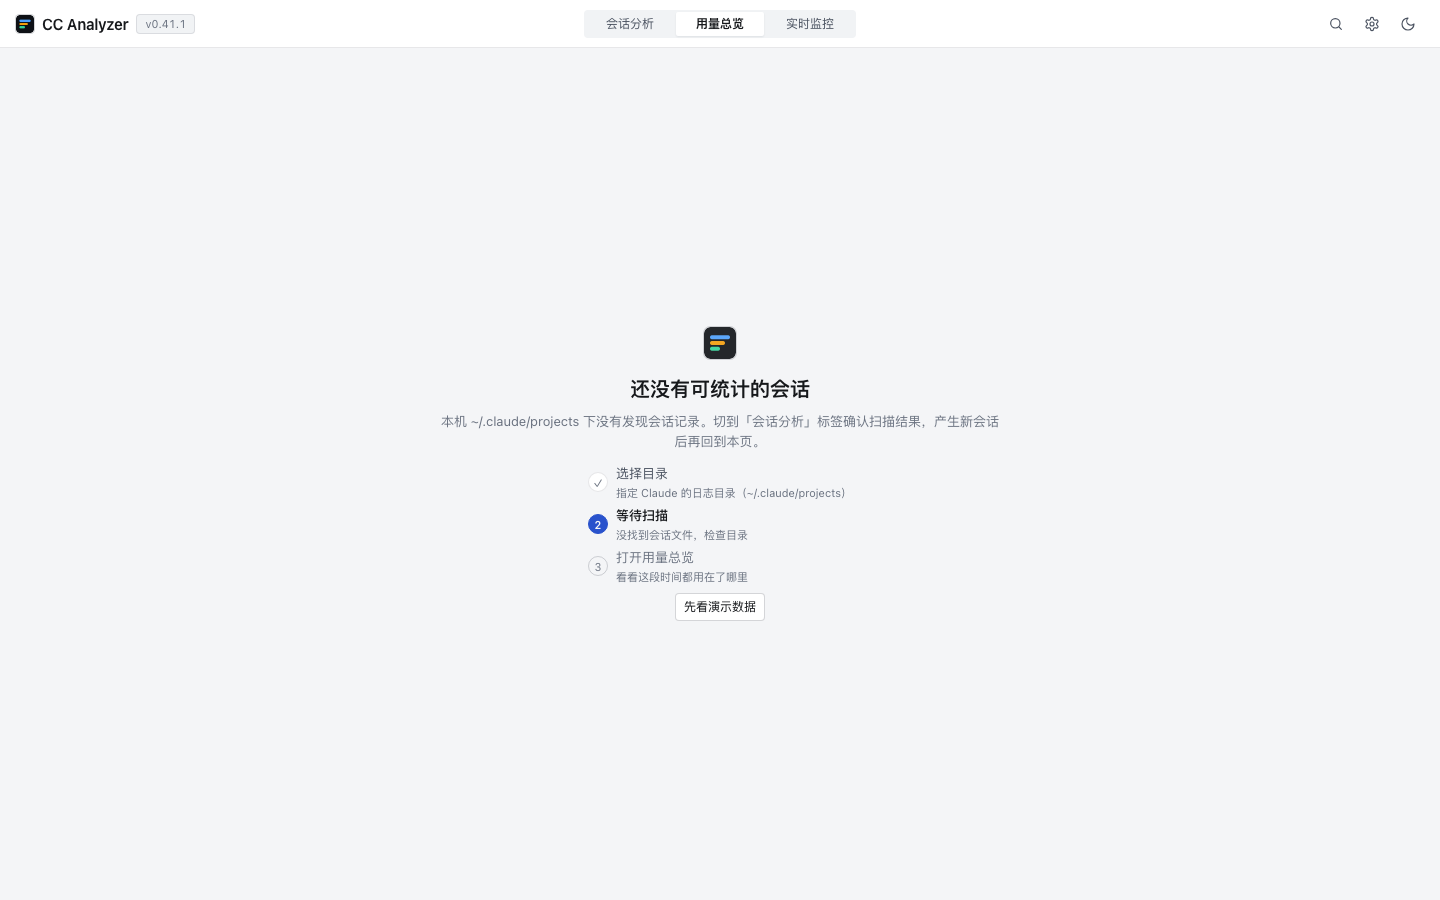 CC Analyzer v0.41.1
会话分析 用量总览 实时监控
还没有可统计的会话
本机 ~/.claude/projects 下没有发现会话记录。切到「会话分析」标签确认扫描结果，产生新会话
后再回到本页。
选择目录
指定 Claude 的日志目录（~/.claude/projects）
2 等待扫描
没找到会话文件，检查目录
3 打开用量总览
看看这段时间都用在了哪里
先看演示数据